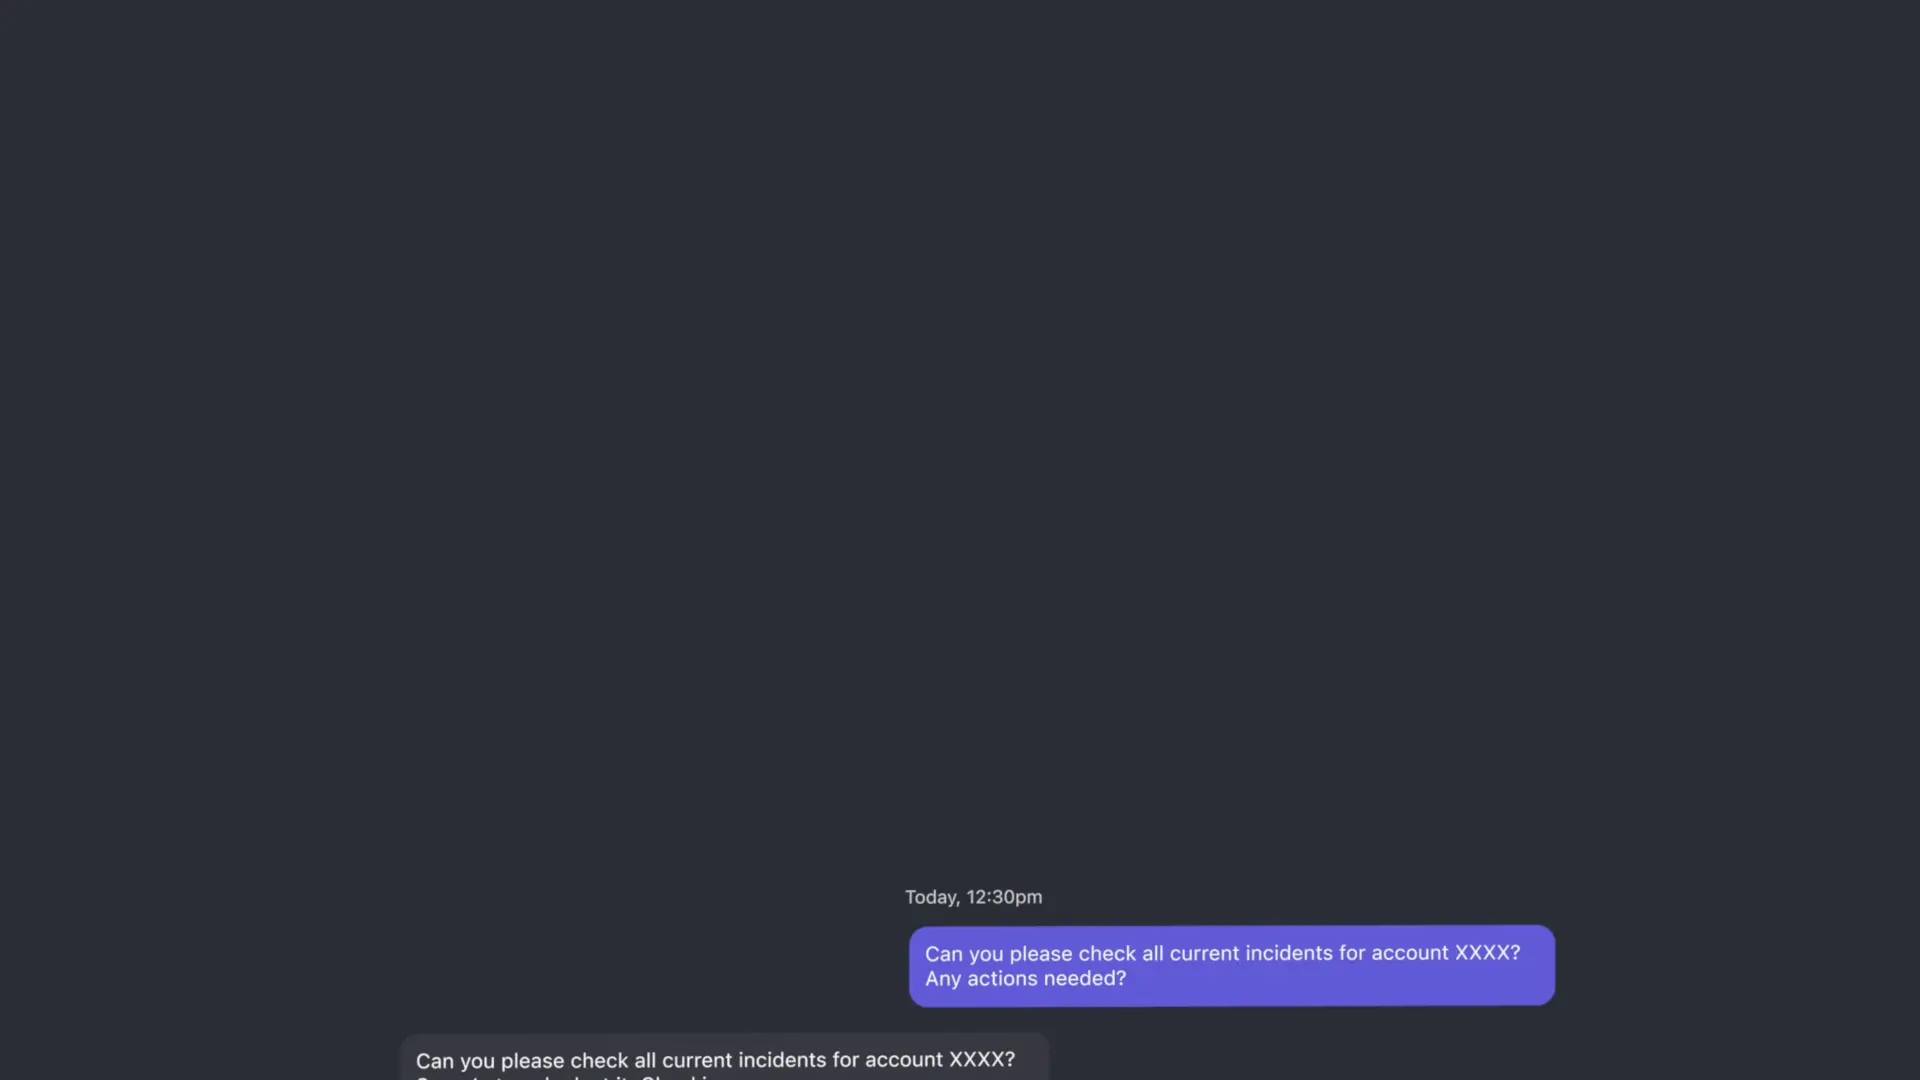 Today, 12:30pm
Can you please check all current incidents for account XXXX?
Any actions needed?
Can you please check all current incidents for account XXXX?